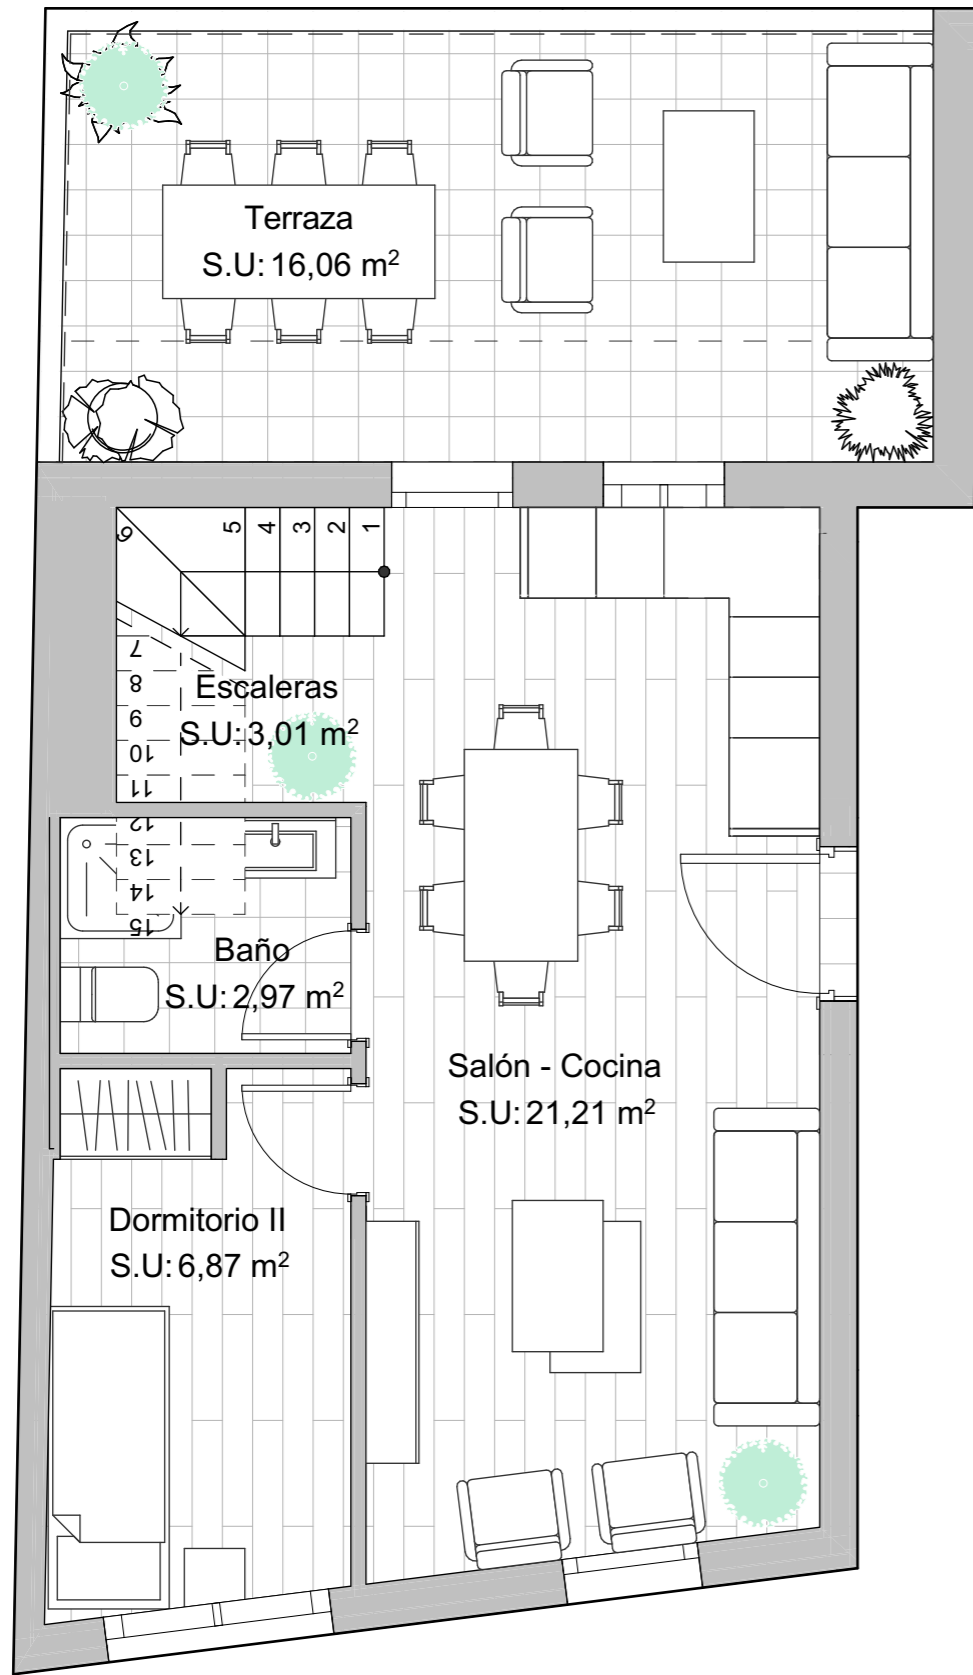 Terraza
S.U: 16,06 m²
6 5 4 3 2 1
7
8
Escaleras
9
S.U: 3,01 m²
10
11
12
13
14
15
Baño
S.U: 2,97 m²
Salón - Cocina
S.U: 21,21 m²
Dormitorio II
S.U: 6,87 m²